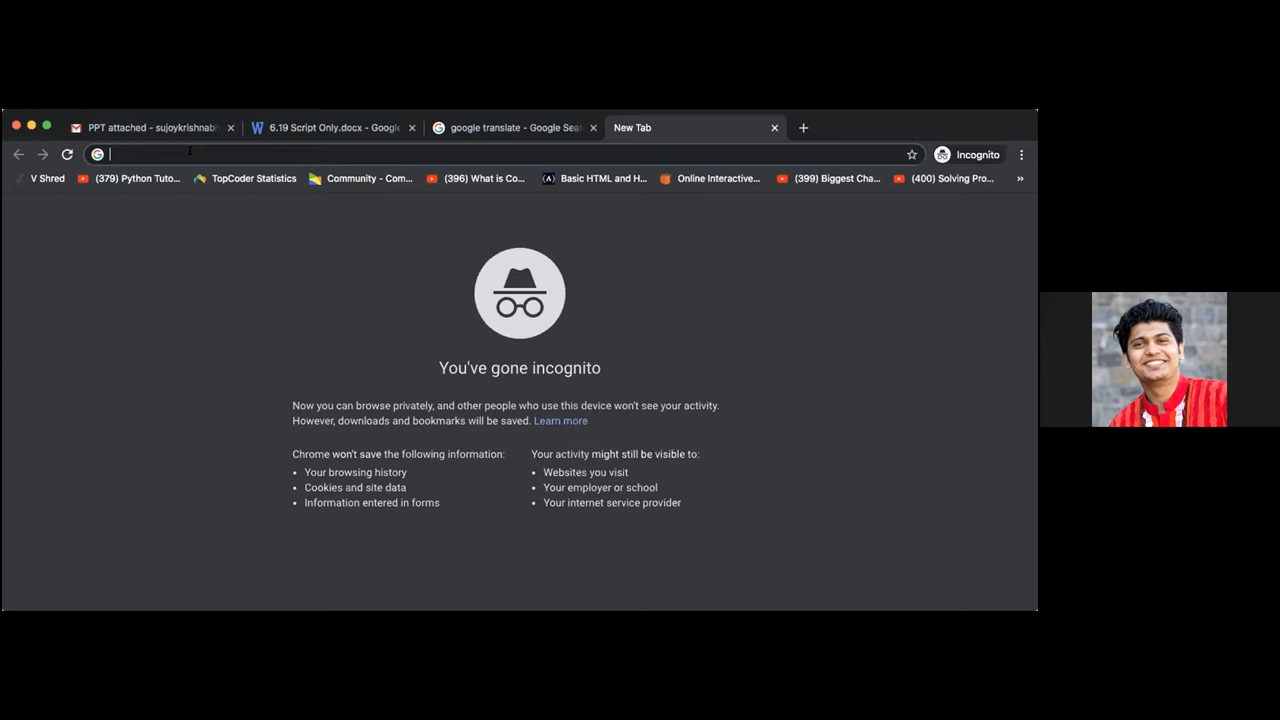 PPT attached - sujoykrishnabh
6.19 Script Only.docx - Google
google translate - Google Sear
New Tab
Incognito
V Shred
(379) Python Tuto...
TopCoder Statistics
Community - Com...
(396) What is Co...
Basic HTML and H...
Online Interactive...
(399) Biggest Cha...
(400) Solving Pro...
You've gone incognito
Now you can browse privately, and other people who use this device won't see your activity.
However, downloads and bookmarks will be saved. Learn more
Chrome won't save the following information:
• Your browsing history
• Cookies and site data
• Information entered in forms
Your activity might still be visible to:
• Websites you visit
• Your employer or school
• Your internet service provider